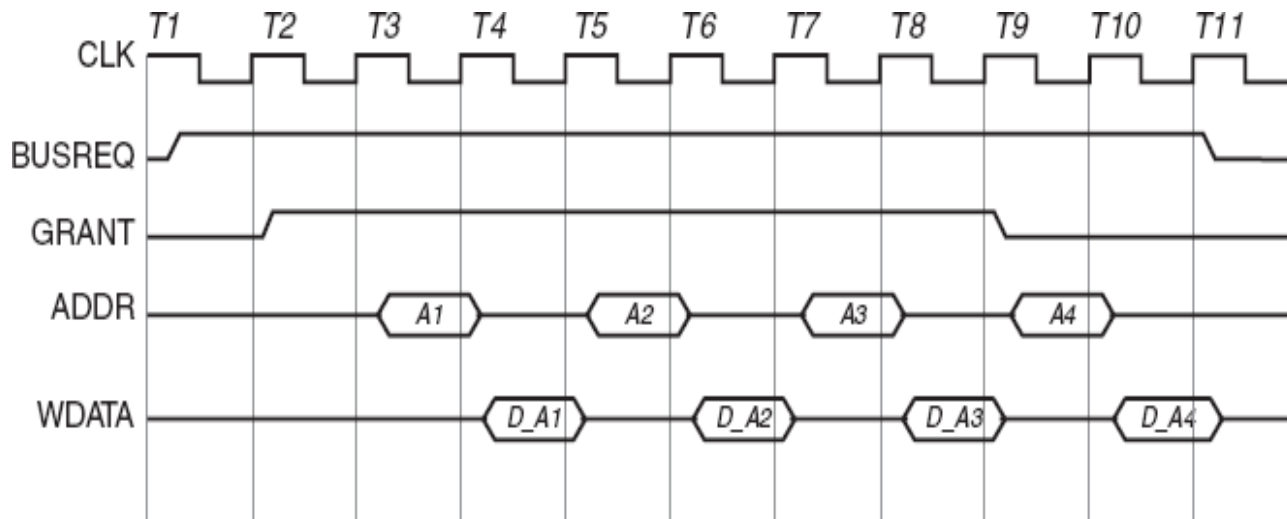 T1 T2 T3 T4 T5 T6 T7 T8 T9 T10 T11
CLK
BUSREQ
GRANT
ADDR A1 A2 A3 A4
WDATA D_A1 D_A2 D_A3 D_A4